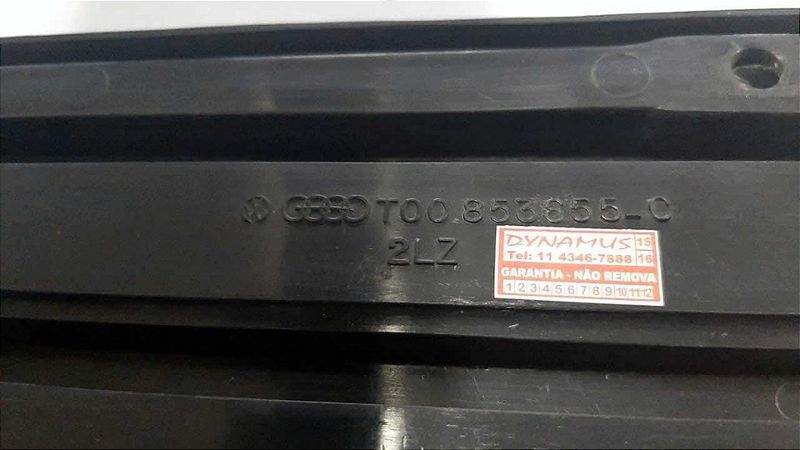 T00.853855-C
2LZ
DYNAMUS 15
Tel: 11 4346-7888 16
GARANTIA - NÃO REMOVA
1 2 3 4 5 6 7 8 9 10 11 12